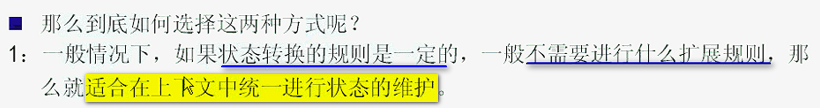 ■ 那么到底如何选择这两种方式呢？
1：一般情况下，如果状态转换的规则是一定的，一般不需要进行什么扩展规则，那
么就适合在上下文中统一进行状态的维护。